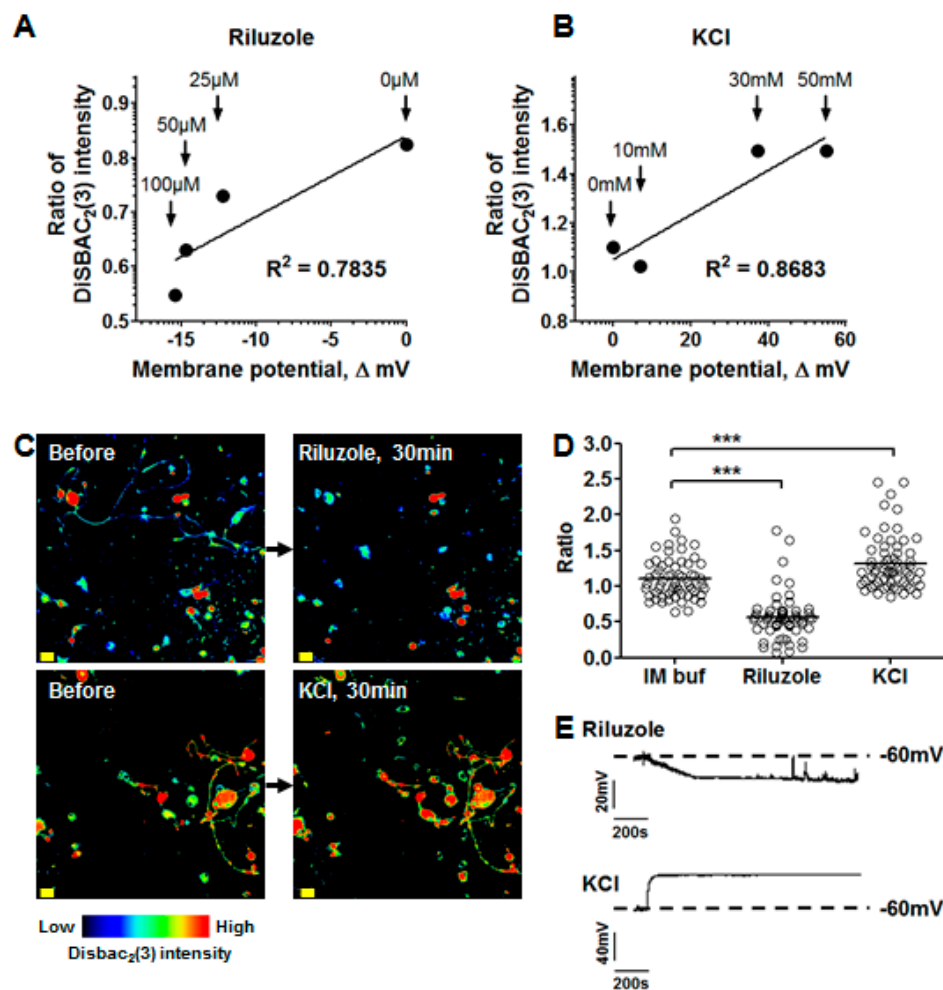 A
Riluzole
Ratio of
DiSBAC2(3) intensity
0.9
0.8
0.7
0.6
0.5
100µM
50µM
25µM
0µM
R² = 0.7835
-15
-10
-5
0
Membrane potential, Δ mV
B
KCl
Ratio of
DiSBAC2(3) intensity
1.6
1.4
1.2
1.0
0.8
0mM
10mM
30mM
50mM
R² = 0.8683
0
20
40
60
Membrane potential, Δ mV
C
Before
Riluzole, 30min
Before
KCl, 30min
Low
High
Disbac2(3) intensity
D
Ratio
3.0
2.5
2.0
1.5
1.0
0.5
0.0
***
***
IM buf
Riluzole
KCl
E
Riluzole
-60mV
20mV
200s
KCl
-60mV
40mV
200s